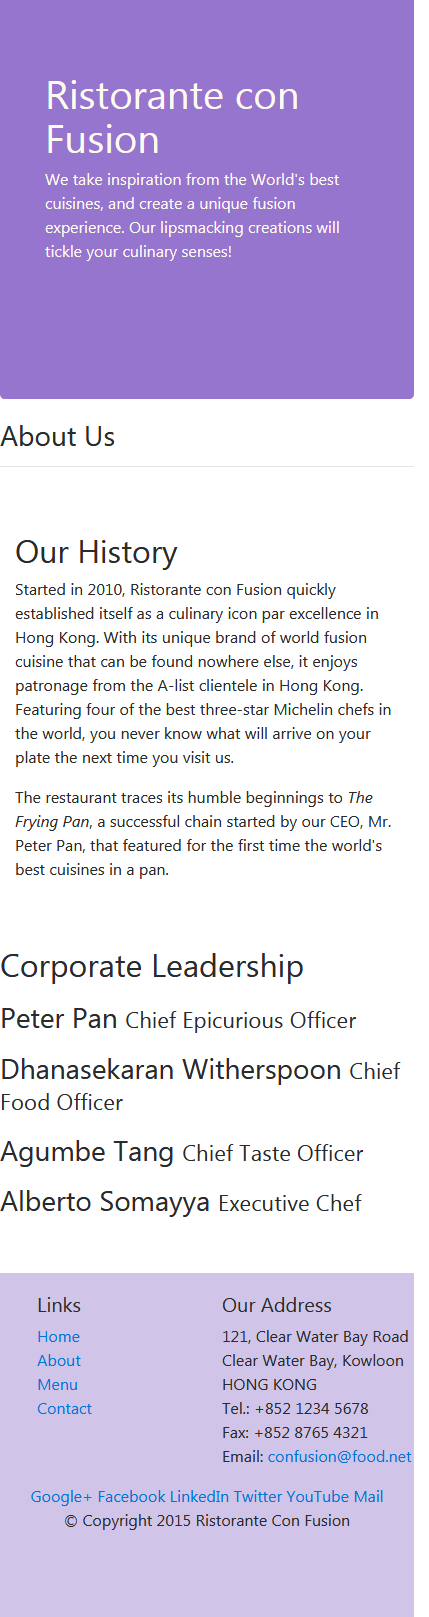 Ristorante con
Fusion
We take inspiration from the World's best
cuisines, and create a unique fusion
experience. Our lipsmacking creations will
tickle your culinary senses!
About Us
Our History
Started in 2010, Ristorante con Fusion quickly
established itself as a culinary icon par excellence in
Hong Kong. With its unique brand of world fusion
cuisine that can be found nowhere else, it enjoys
patronage from the A-list clientele in Hong Kong.
Featuring four of the best three-star Michelin chefs in
the world, you never know what will arrive on your
plate the next time you visit us.
The restaurant traces its humble beginnings to The
Frying Pan, a successful chain started by our CEO, Mr.
Peter Pan, that featured for the first time the world's
best cuisines in a pan.
Corporate Leadership
Peter Pan Chief Epicurious Officer
Dhanasekaran Witherspoon Chief
Food Officer
Agumbe Tang Chief Taste Officer
Alberto Somayya Executive Chef
Links
Home
About
Menu
Contact
Our Address
121, Clear Water Bay Road
Clear Water Bay, Kowloon
HONG KONG
Tel.: +852 1234 5678
Fax: +852 8765 4321
Email: confusion@food.net
Google+ Facebook LinkedIn Twitter YouTube Mail
© Copyright 2015 Ristorante Con Fusion